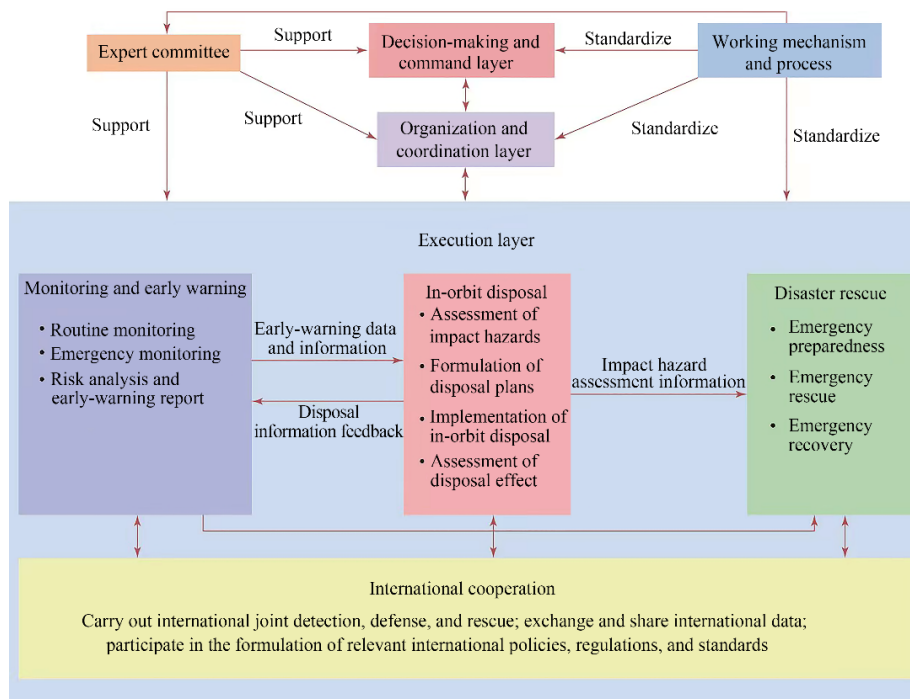 Expert committee
Support
Decision-making and
command layer
Standardize
Working mechanism
and process
Support
Support
Organization and
coordination layer
Standardize
Standardize
Execution layer
Monitoring and early warning
• Routine monitoring
• Emergency monitoring
• Risk analysis and
early-warning report
Early-warning data
and information
Disposal
information feedback
In-orbit disposal
• Assessment of
impact hazards
• Formulation of
disposal plans
• Implementation of
in-orbit disposal
• Assessment of
disposal effect
Impact hazard
assessment information
Disaster rescue
• Emergency
preparedness
• Emergency
rescue
• Emergency
recovery
International cooperation
Carry out international joint detection, defense, and rescue; exchange and share international data;
participate in the formulation of relevant international policies, regulations, and standards